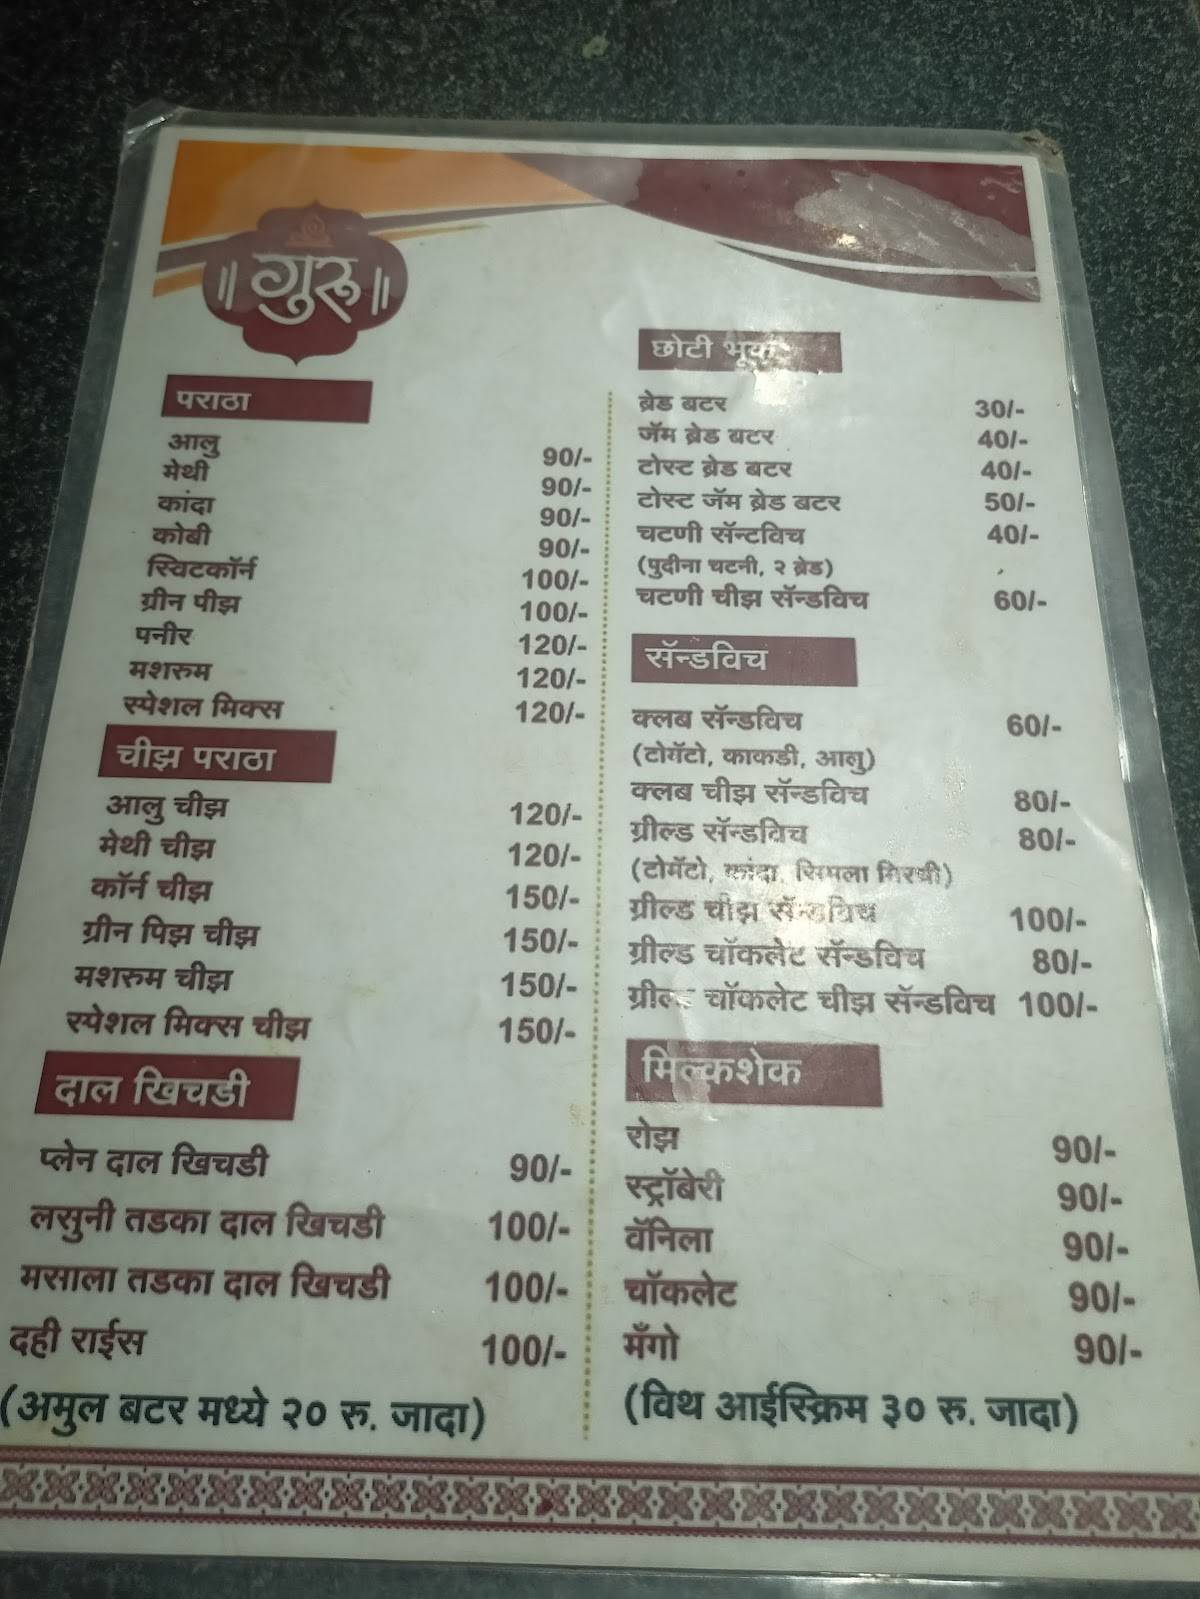 ॥ गुरू ॥
पराठा
आलु 90/-
मेथी 90/-
कांदा 90/-
कोबी 90/-
स्विटकॉर्न 100/-
ग्रीन पीझ 100/-
पनीर 120/-
मशरुम 120/-
स्पेशल मिक्स 120/-
चीझ पराठा
आलु चीझ 120/-
मेथी चीझ 120/-
कॉर्न चीझ 150/-
ग्रीन पिझ चीझ 150/-
मशरुम चीझ 150/-
स्पेशल मिक्स चीझ 150/-
दाल खिचडी
प्लेन दाल खिचडी 90/-
लसुनी तडका दाल खिचडी 100/-
मसाला तडका दाल खिचडी 100/-
दही राईस 100/-
(अमुल बटर मध्ये २० रु. जादा)
छोटी भूक
ब्रेड बटर 30/-
जॅम ब्रेड बटर 40/-
टोस्ट ब्रेड बटर 40/-
टोस्ट जॅम ब्रेड बटर 50/-
चटणी सॅन्टविच 40/-
(पुदीना चटनी, २ ब्रेड)
चटणी चीझ सॅन्डविच 60/-
सॅन्डविच
क्लब सॅन्डविच 60/-
(टोमॅटो, काकडी, आलु)
क्लब चीझ सॅन्डविच 80/-
ग्रील्ड सॅन्डविच 80/-
(टोमॅटो, कांदा, सिमला मिरची)
ग्रील्ड चीझ सॅन्डविच 100/-
ग्रील्ड चॉकलेट सॅन्डविच 80/-
ग्रील्ड चॉकलेट चीझ सॅन्डविच 100/-
मिल्कशेक
रोझ 90/-
स्ट्रॉबेरी 90/-
वॅनिला 90/-
चॉकलेट 90/-
मँगो 90/-
(विथ आईस्क्रिम ३० रु. जादा)